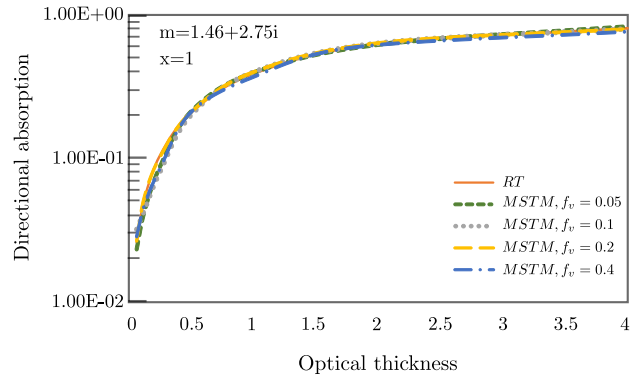 1.00E+00
m=1.46+2.75i
x=1
Directional absorption
1.00E-01
RT
MSTM, f_v = 0.05
MSTM, f_v = 0.1
MSTM, f_v = 0.2
MSTM, f_v = 0.4
1.00E-02
0 0.5 1 1.5 2 2.5 3 3.5 4
Optical thickness